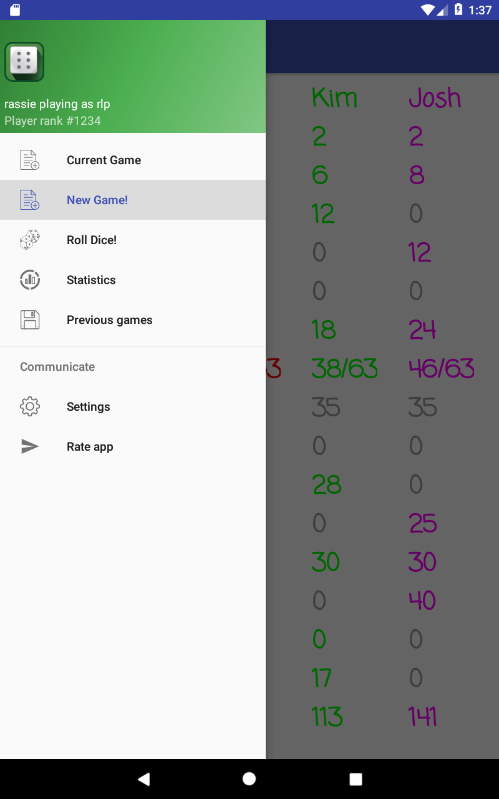 1:37
rassie playing as rlp
Player rank #1234
Current Game
New Game!
Roll Dice!
Statistics
Previous games
Communicate
Settings
Rate app
Kim Josh
2 2
6 8
12 0
0 12
0 0
18 24
3 38/63 46/63
35 35
0 0
28 0
0 25
30 30
0 40
0 0
17 0
113 141